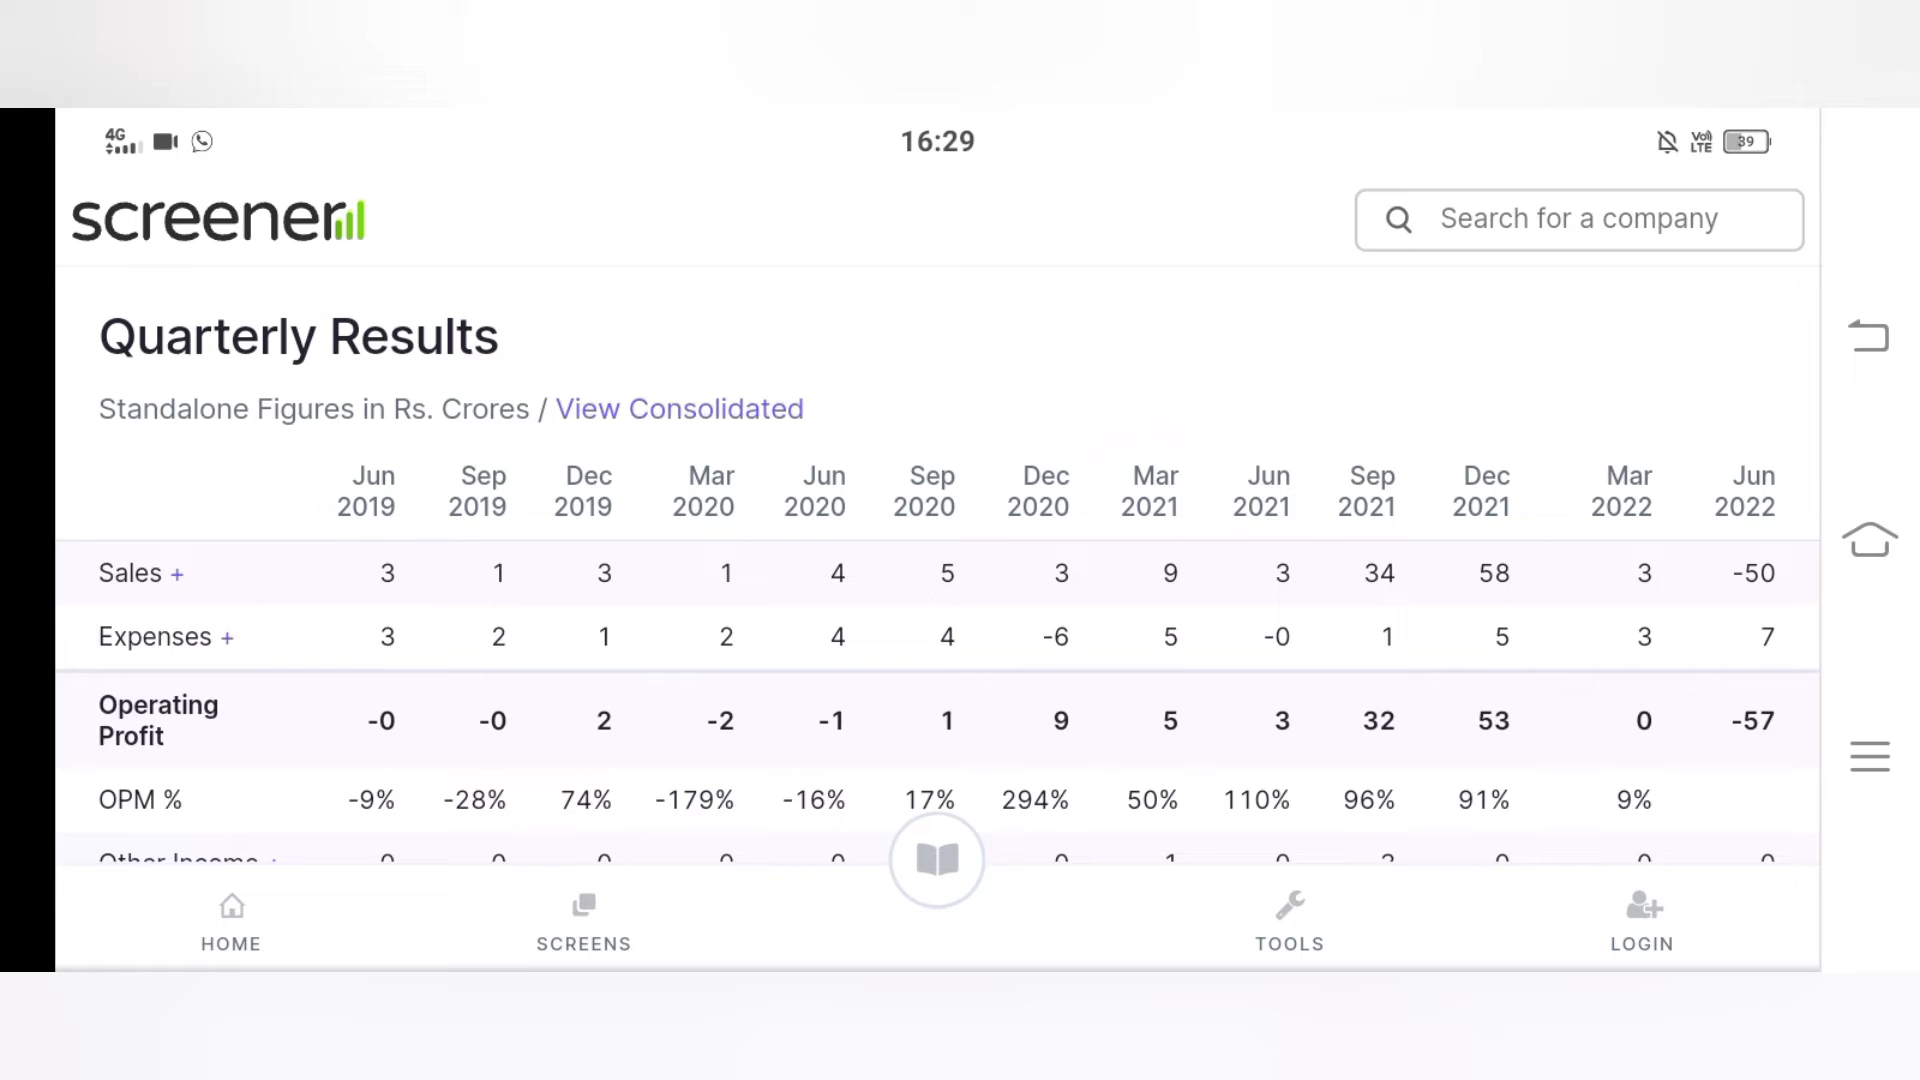 4G 16:29 Vo) LTE 39
screener
Search for a company
Quarterly Results
Standalone Figures in Rs. Crores / View Consolidated
Jun Sep Dec Mar Jun Sep Dec Mar Jun Sep Dec Mar Jun
2019 2019 2019 2020 2020 2020 2020 2021 2021 2021 2021 2022 2022
Sales + 3 1 3 1 4 5 3 9 3 34 58 3 -50
Expenses + 3 2 1 2 4 4 -6 5 -0 1 5 3 7
Operating
Profit -0 -0 2 -2 -1 1 9 5 3 32 53 0 -57
OPM % -9% -28% 74% -179% -16% 17% 294% 50% 110% 96% 91% 9%
Other Income +
HOME SCREENS TOOLS LOGIN